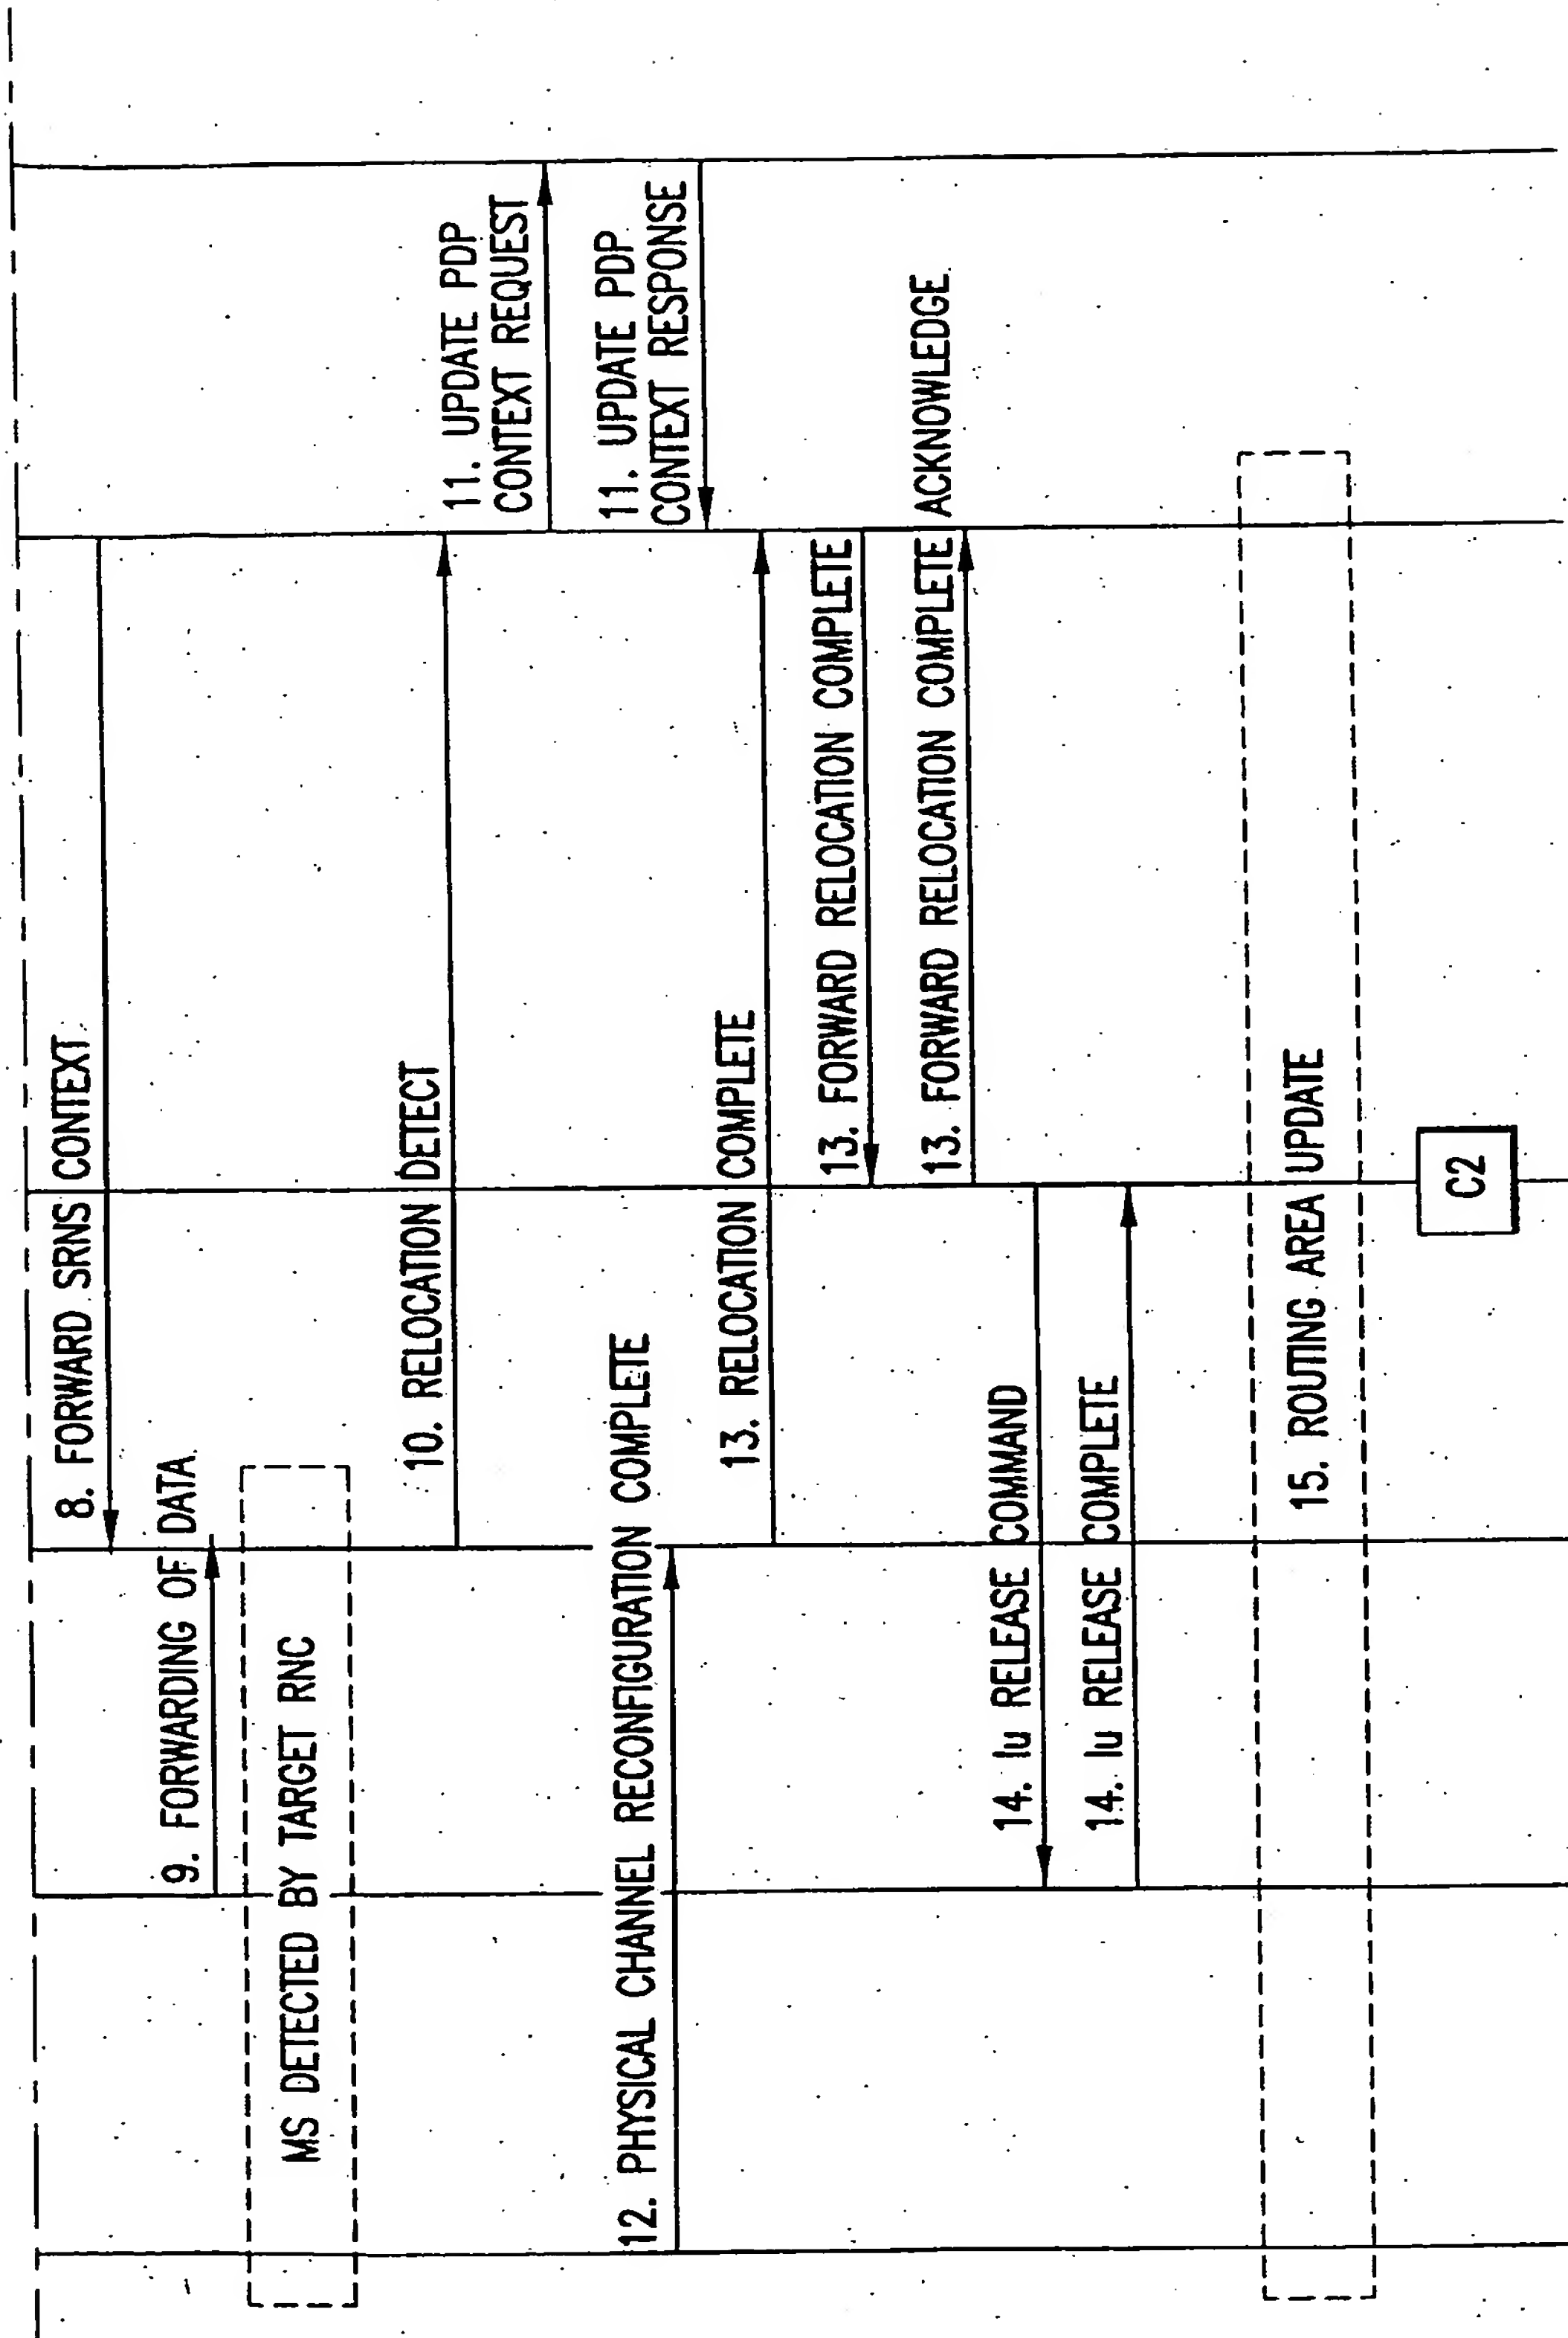 8. FORWARD SRNS CONTEXT
9. FORWARDING OF DATA
MS DETECTED BY TARGET RNC
10. RELOCATION DETECT
11. UPDATE PDP
CONTEXT REQUEST
11. UPDATE PDP
CONTEXT RESPONSE
12. PHYSICAL CHANNEL RECONFIGURATION COMPLETE
13. RELOCATION COMPLETE
13. FORWARD RELOCATION COMPLETE
13. FORWARD RELOCATION COMPLETE ACKNOWLEDGE
14. Iu RELEASE COMMAND
14. Iu RELEASE COMPLETE
15. ROUTING AREA UPDATE
C2